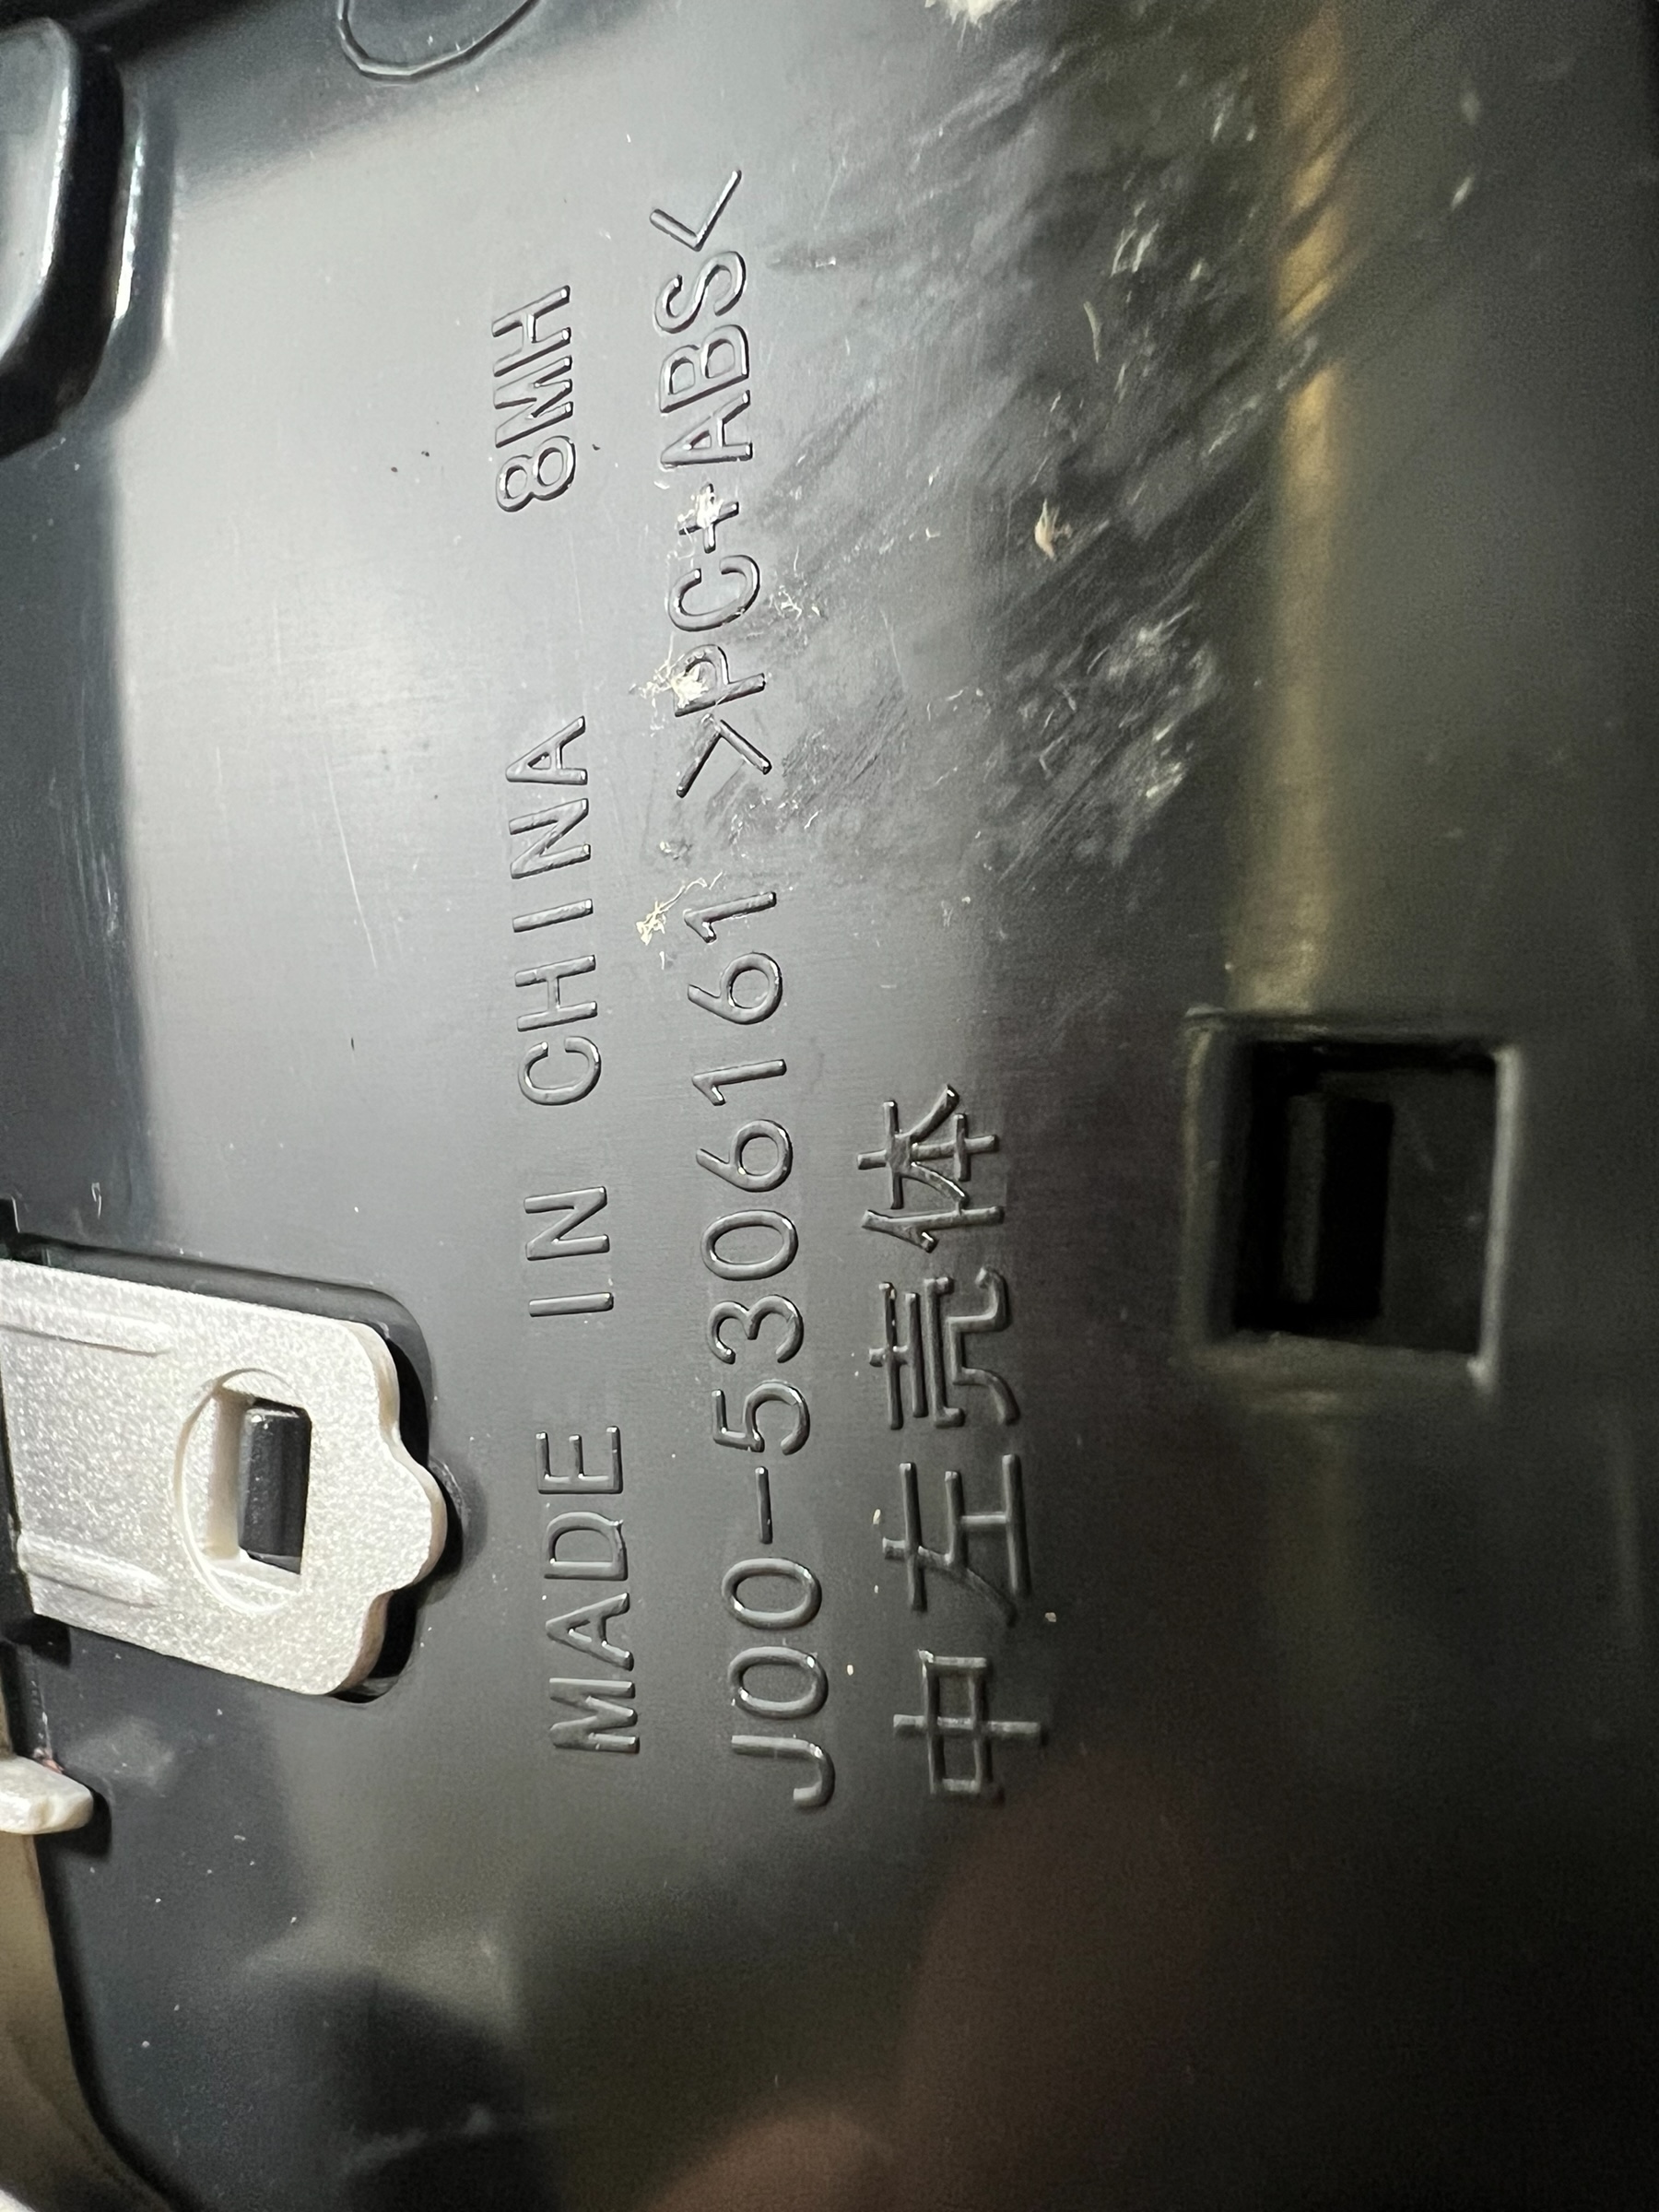 MADE IN CHINA 8MH
J00-5306161 >PC+ABS<
中左壳体